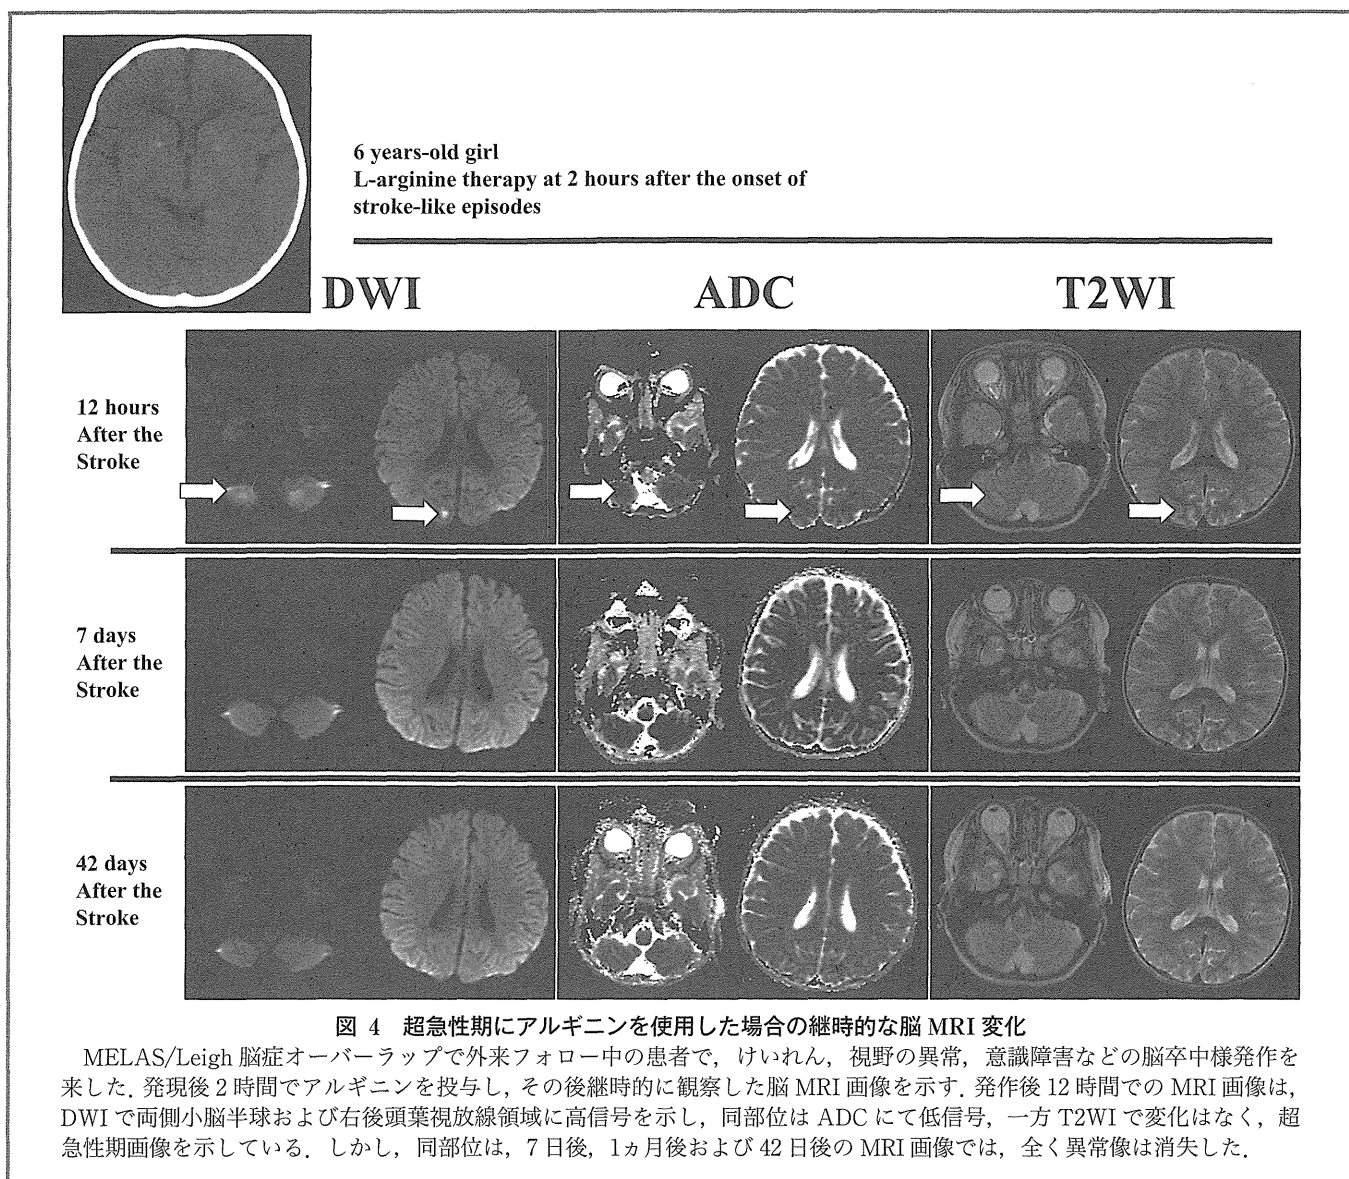 6 years-old girl
L-arginine therapy at 2 hours after the onset of
stroke-like episodes
DWI
ADC
T2WI
12 hours
After the
Stroke
7 days
After the
Stroke
42 days
After the
Stroke
図 4 超急性期にアルギニンを使用した場合の継時的な脳 MRI 変化
MELAS/Leigh 脳症オーバーラップで外来フォロー中の患者で，けいれん，視野の異常，意識障害などの脳卒中様発作を
来した．発現後 2 時間でアルギニンを投与し，その後継時的に観察した脳 MRI 画像を示す．発作後 12 時間での MRI 画像は，
DWI で両側小脳半球および右後頭葉視放線領域に高信号を示し，同部位は ADC にて低信号，一方 T2WI で変化はなく，超
急性期画像を示している．しかし，同部位は，7 日後，1ヵ月後および 42 日後の MRI 画像では，全く異常像は消失した．